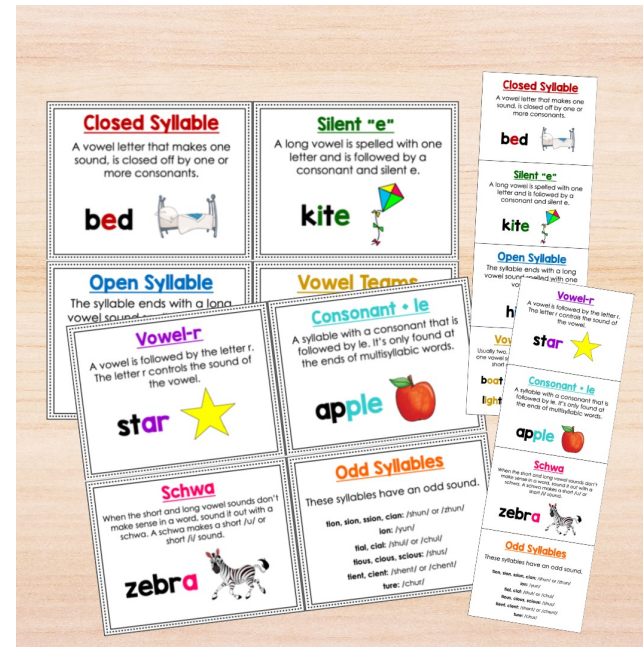 Closed Syllable
A vowel letter that makes one
sound, is closed off by one or
more consonants.
bed
Silent "e"
A long vowel is spelled with one
letter and is followed by a
consonant and silent e.
kite
Open Syllable
The syllable ends with a long
vowel sound
Vowel Teams
Vowel-r
A vowel is followed by the letter r.
The letter r controls the sound of
the vowel.
star
Consonant + le
A syllable with a consonant that is
followed by le. It's only found at
the ends of multisyllabic words.
apple
Schwa
When the short and long vowel sounds don't
make sense in a word, sound it out with a
schwa. A schwa makes a short /u/ or
short /i/ sound.
zebra
Odd Syllables
These syllables have an odd sound.
tion, sion, ssion, cian: /shun/ or /zhun/
ion: /yun/
tial, cial: /shul/ or /chul/
tious, cious, scious: /shus/
tient, cient: /shent/ or /chent/
ture: /chur/
Closed Syllable
A vowel letter that makes one
sound, is closed off by one or
more consonants.
bed
Silent "e"
A long vowel is spelled with one
letter and is followed by a
consonant and silent e.
kite
Open Syllable
The syllable ends with a long
vowel sound spelled with one
Usually two
one vowel
short
boat
light
Vowel-r
A vowel is followed by the letter r.
The letter r controls the sound of
the vowel.
star
Consonant + le
A syllable with a consonant that is
followed by le. It's only found at
the ends of multisyllabic words.
apple
Schwa
When the short and long vowel sounds don't
make sense in a word, sound it out with a
schwa. A schwa makes a short /u/ or
short /i/ sound.
zebra
Odd Syllables
These syllables have an odd sound.
tion, sion, ssion, cian: /shun/ or /zhun/
ion: /yun/
tial, cial: /shul/ or /chul/
tious, cious, scious: /shus/
tient, cient: /shent/ or /chent/
ture: /chur/